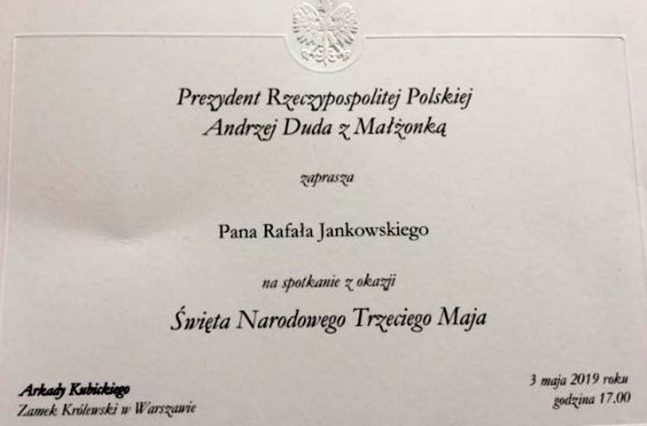 Prezydent Rzeczypospolitej Polskiej
Andrzej Duda z Małżonką
zaprasza
Pana Rafała Jankowskiego
na spotkanie z okazji
Święta Narodowego Trzeciego Maja
Arkady Kubickiego
Zamek Królewski w Warszawie
3 maja 2019 roku
godzina 17.00